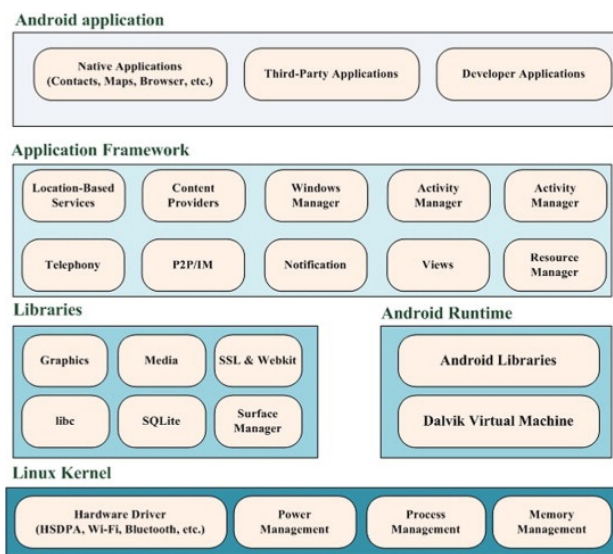 Android application
Native Applications
(Contacts, Maps, Browser, etc.)
Third-Party Applications
Developer Applications
Application Framework
Location-Based
Services
Content
Providers
Windows
Manager
Activity
Manager
Activity
Manager
Telephony
P2P/IM
Notification
Views
Resource
Manager
Libraries
Graphics
Media
SSL & Webkit
libc
SQLite
Surface
Manager
Android Runtime
Android Libraries
Dalvik Virtual Machine
Linux Kernel
Hardware Driver
(HSDPA, Wi-Fi, Bluetooth, etc.)
Power
Management
Process
Management
Memory
Management